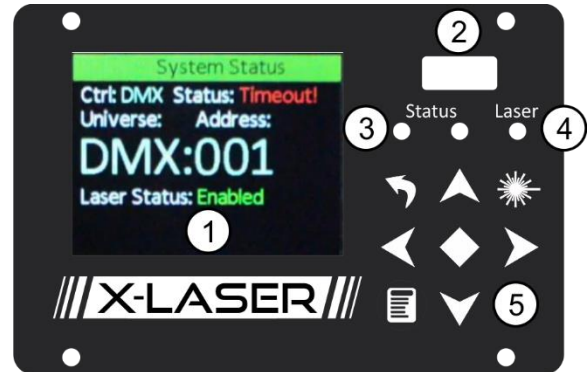 System Status
Ctrl: DMX Status: Timeout!
Universe: Address:
DMX:001
Laser Status: Enabled
1
2
Status Laser
3
4
X-LASER
5